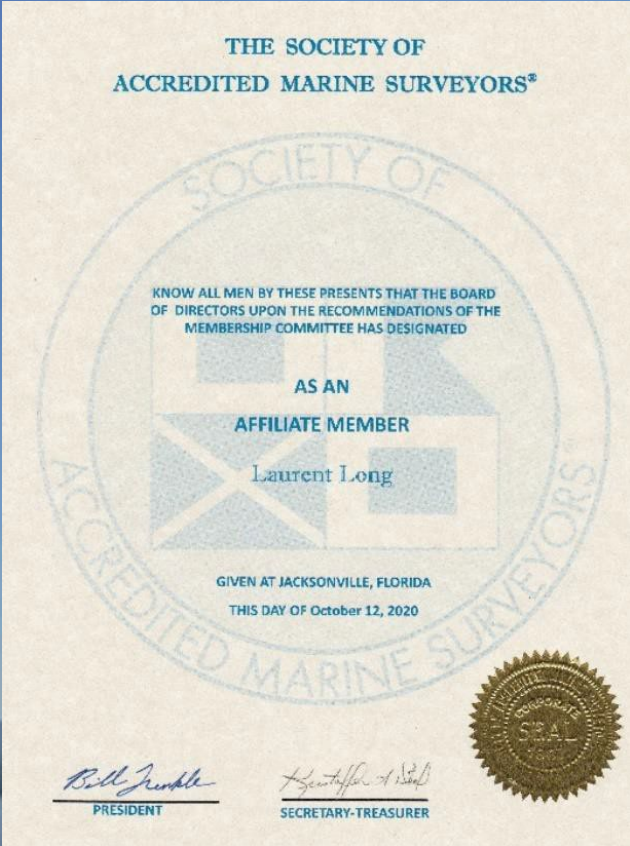 THE SOCIETY OF
ACCREDITED MARINE SURVEYORS®
SOCIETY OF
KNOW ALL MEN BY THESE PRESENTS THAT THE BOARD
OF DIRECTORS UPON THE RECOMMENDATIONS OF THE
MEMBERSHIP COMMITTEE HAS DESIGNATED
AS AN
AFFILIATE MEMBER
Laurent Long
GIVEN AT JACKSONVILLE, FLORIDA
THIS DAY OF October 12, 2020
ACCREDITED MARINE SURVEYORS
CORPORATE
SEAL
Bill
PRESIDENT
SECRETARY-TREASURER